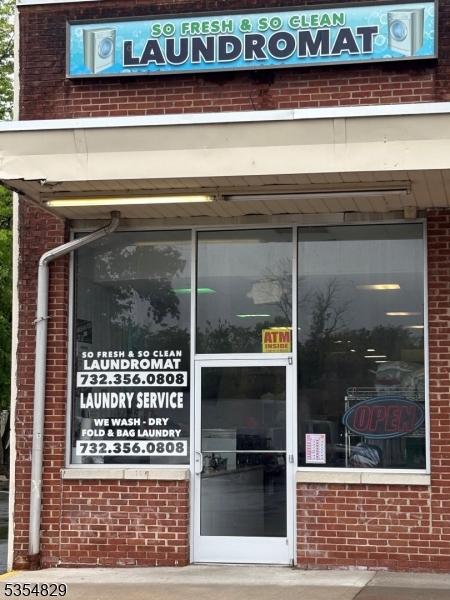 SO FRESH & SO CLEAN
LAUNDROMAT
ATM
INSIDE
SO FRESH & SO CLEAN
LAUNDROMAT
732.356.0808
LAUNDRY SERVICE
WE WASH - DRY
FOLD & BAG LAUNDRY
732.356.0808
OPEN
5354829